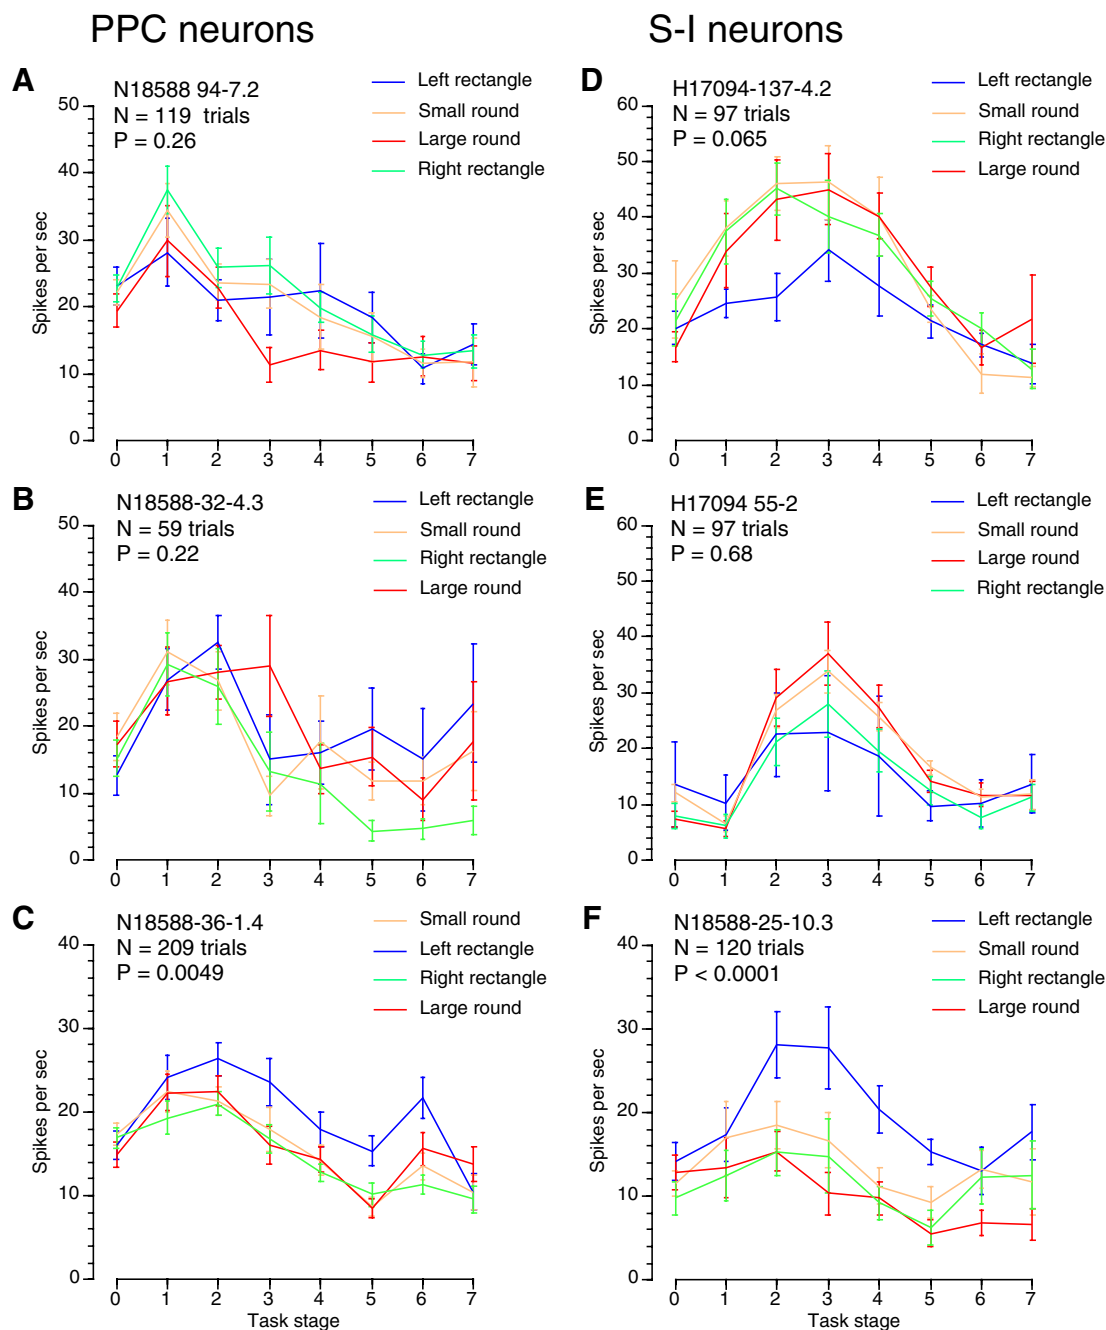 PPC neurons
S-I neurons
A
N18588 94-7.2
N = 119 trials
P = 0.26
Left rectangle
Small round
Large round
Right rectangle
Spikes per sec
50
40
30
20
10
0
0 1 2 3 4 5 6 7
D
H17094-137-4.2
N = 97 trials
P = 0.065
Left rectangle
Small round
Right rectangle
Large round
Spikes per sec
60
50
40
30
20
10
0
0 1 2 3 4 5 6 7
B
N18588-32-4.3
N = 59 trials
P = 0.22
Left rectangle
Small round
Right rectangle
Large round
Spikes per sec
50
40
30
20
10
0
0 1 2 3 4 5 6 7
E
H17094 55-2
N = 97 trials
P = 0.68
Left rectangle
Small round
Large round
Right rectangle
Spikes per sec
60
50
40
30
20
10
0
0 1 2 3 4 5 6 7
C
N18588-36-1.4
N = 209 trials
P = 0.0049
Small round
Left rectangle
Right rectangle
Large round
Spikes per sec
40
30
20
10
0
0 1 2 3 4 5 6 7
Task stage
F
N18588-25-10.3
N = 120 trials
P < 0.0001
Left rectangle
Small round
Right rectangle
Large round
Spikes per sec
40
30
20
10
0
0 1 2 3 4 5 6 7
Task stage